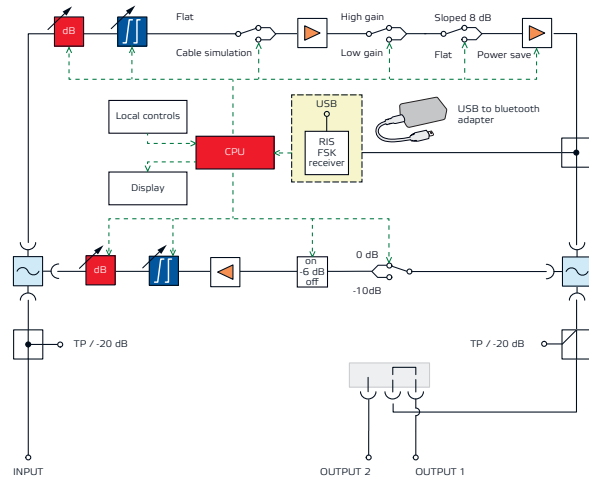 Flat
High gain
Sloped 8 dB
dB
Cable simulation
Low gain
Flat
Power save
USB
USB to bluetooth
adapter
Local controls
RIS
FSK
receiver
CPU
Display
on
-6 dB
off
0 dB
dB
-10dB
TP / -20 dB
TP / -20 dB
INPUT
OUTPUT 2
OUTPUT 1